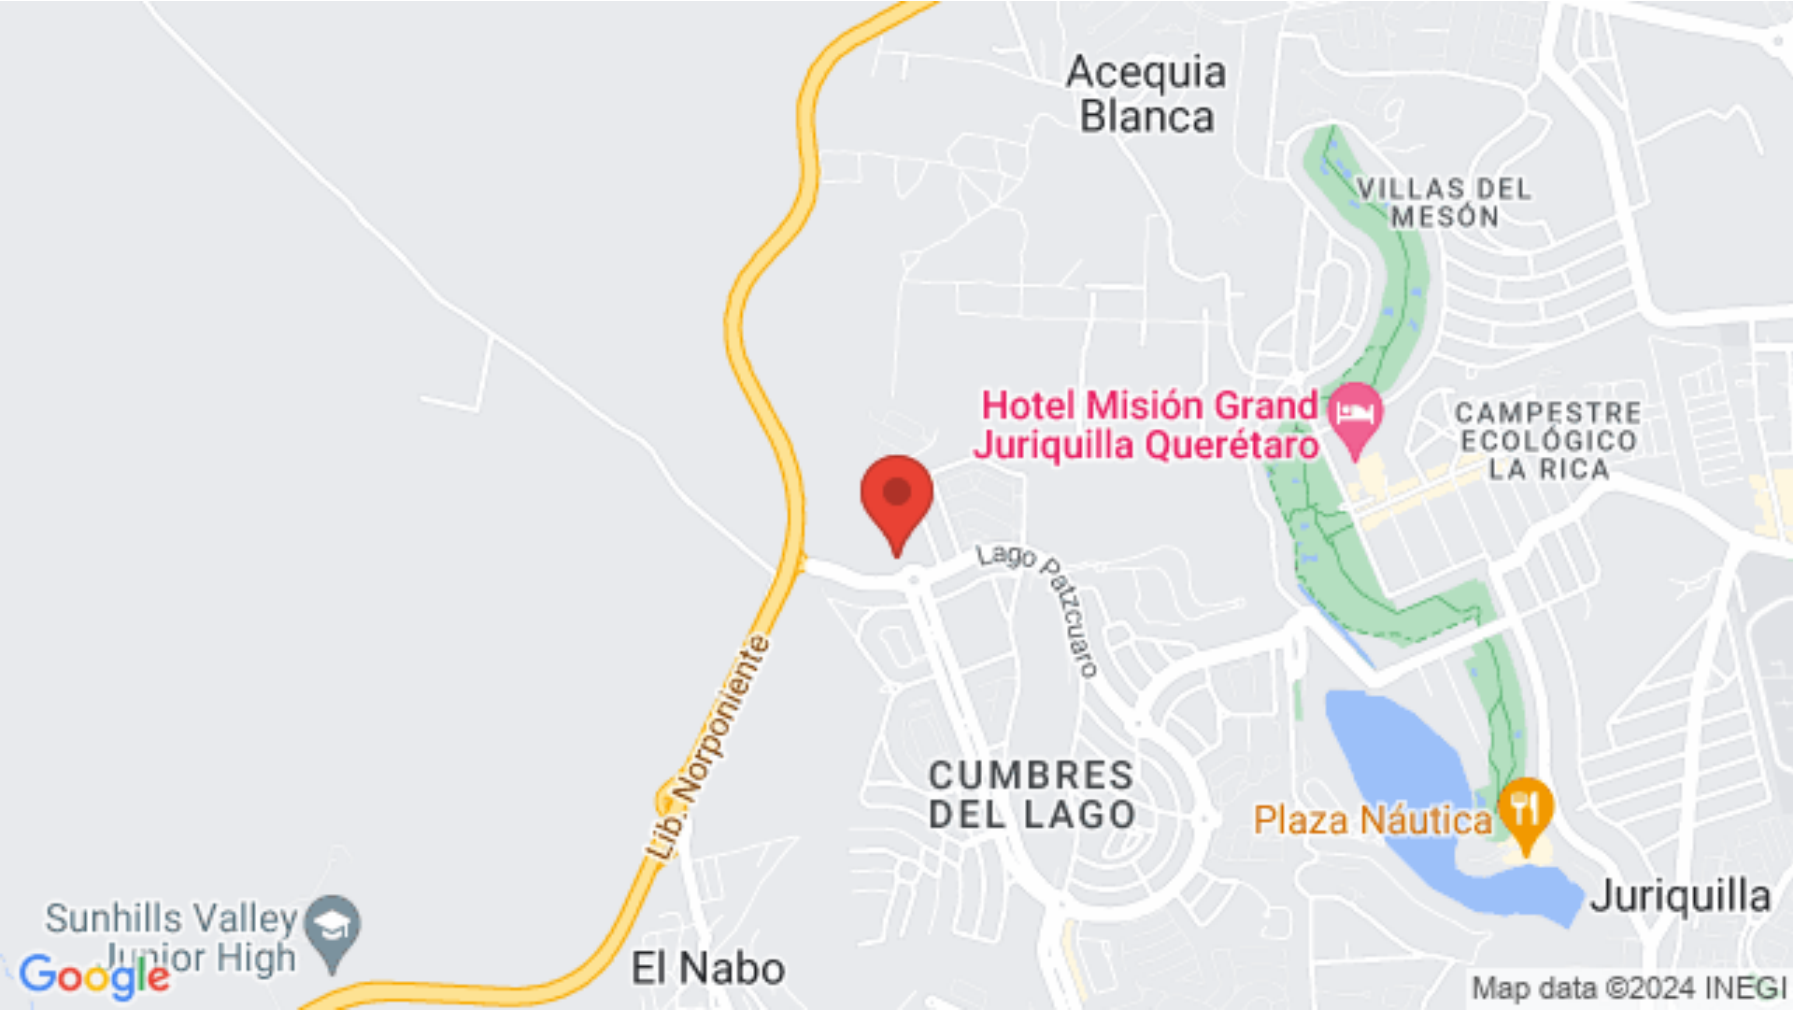 Acequia
Blanca
VILLAS DEL
MESÓN
Hotel Misión Grand
Juriquilla Querétaro
CAMPESTRE
ECOLÓGICO
LA RICA
Lago Patzcuaro
Lib. Norponiente
CUMBRES
DEL LAGO
Plaza Náutica
Juriquilla
Sunhills Valley
Junior High
El Nabo
Google
Map data ©2024 INEGI